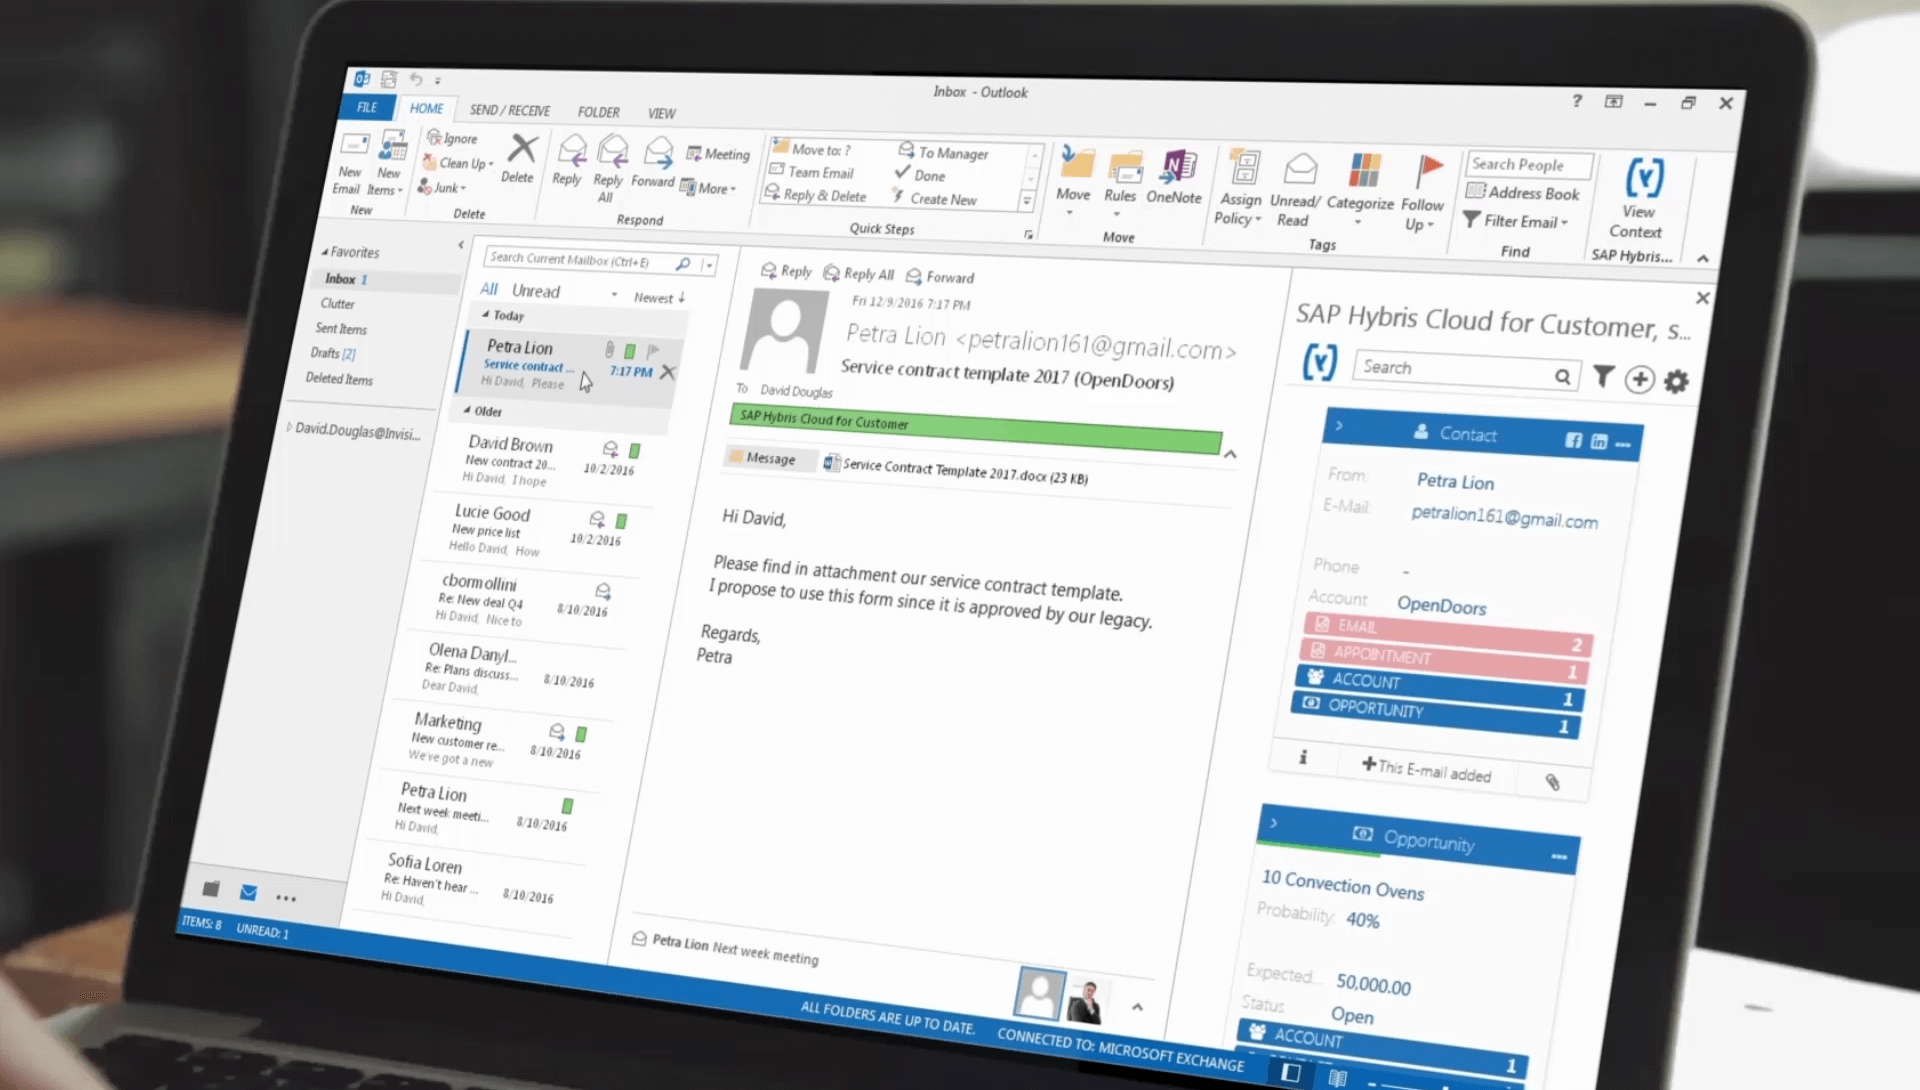 Inbox - Outlook
?
FILE HOME SEND / RECEIVE FOLDER VIEW
New Email
New Items
New
Ignore
Clean Up
Junk
Delete
Delete
Reply
Reply All
Forward
Meeting
More
Respond
Move to: ?
Team Email
Reply & Delete
To Manager
Done
Create New
Quick Steps
Move
Rules
OneNote
Move
Assign Policy
Unread/ Read
Categorize
Follow Up
Tags
Search People
Address Book
Filter Email
Find
View Context
SAP Hybris...
Favorites
Inbox 1
Clutter
Sent Items
Drafts [2]
Deleted Items
David.Douglas@Invisi...
Search Current Mailbox (Ctrl+E)
All Unread Newest ↓
Today
Petra Lion
Service contract ... 7:17 PM
Hi David, Please
Older
David Brown
New contract 20... 10/2/2016
Hi David, I hope
Lucie Good
New price list 10/2/2016
Hello David, How
cbormollini
Re: New deal Q4 8/10/2016
Hi David, Nice to
Olena Danyl...
Re: Plans discuss... 8/10/2016
Dear David,
Marketing
New customer re... 8/10/2016
We've got a new
Petra Lion
Next week meeti... 8/10/2016
Hi David,
Sofia Loren
Re: Haven't hear ... 8/10/2016
Hi David,
Reply Reply All Forward
Fri 12/9/2016 7:17 PM
Petra Lion <petralion161@gmail.com>
Service contract template 2017 (OpenDoors)
To David Douglas
SAP Hybris Cloud for Customer
Message Service Contract Template 2017.docx (23 KB)
Hi David,
Please find in attachment our service contract template.
I propose to use this form since it is approved by our legacy.
Regards,
Petra
Petra Lion Next week meeting
SAP Hybris Cloud for Customer, s...
Search
Contact
From: Petra Lion
E-Mail: petralion161@gmail.com
Phone -
Account OpenDoors
EMAIL 2
APPOINTMENT 1
ACCOUNT 1
OPPORTUNITY 1
This E-mail added
Opportunity
10 Convection Ovens
Probability: 40%
Expected... 50,000.00
Status Open
ACCOUNT 1
ITEMS: 8 UNREAD: 1
ALL FOLDERS ARE UP TO DATE. CONNECTED TO: MICROSOFT EXCHANGE